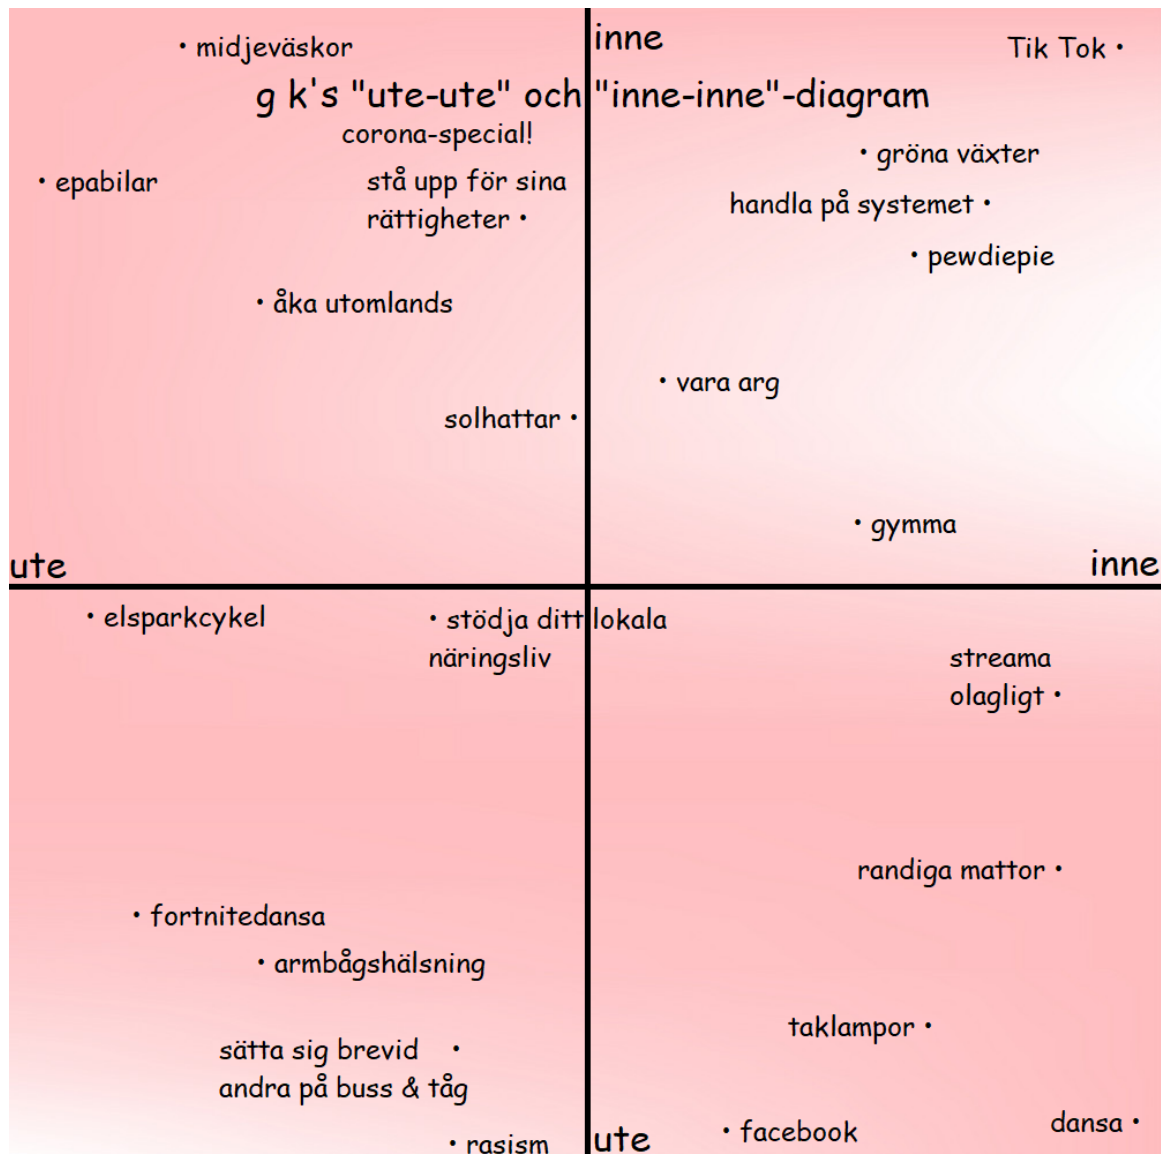 inne
• midjeväskor
Tik Tok •
g k's "ute-ute" och "inne-inne"-diagram
corona-special!
• gröna växter
• epabilar
stå upp för sina
rättigheter •
handla på systemet •
• pewdiepie
• åka utomlands
• vara arg
solhattar •
• gymma
ute
inne
• elsparkcykel
• stödja ditt lokala
näringsliv
streama
olagligt •
randiga mattor •
• fortnitedansa
• armbågshälsning
taklampor •
sätta sig brevid •
andra på buss & tåg
• rasism
ute
• facebook
dansa •